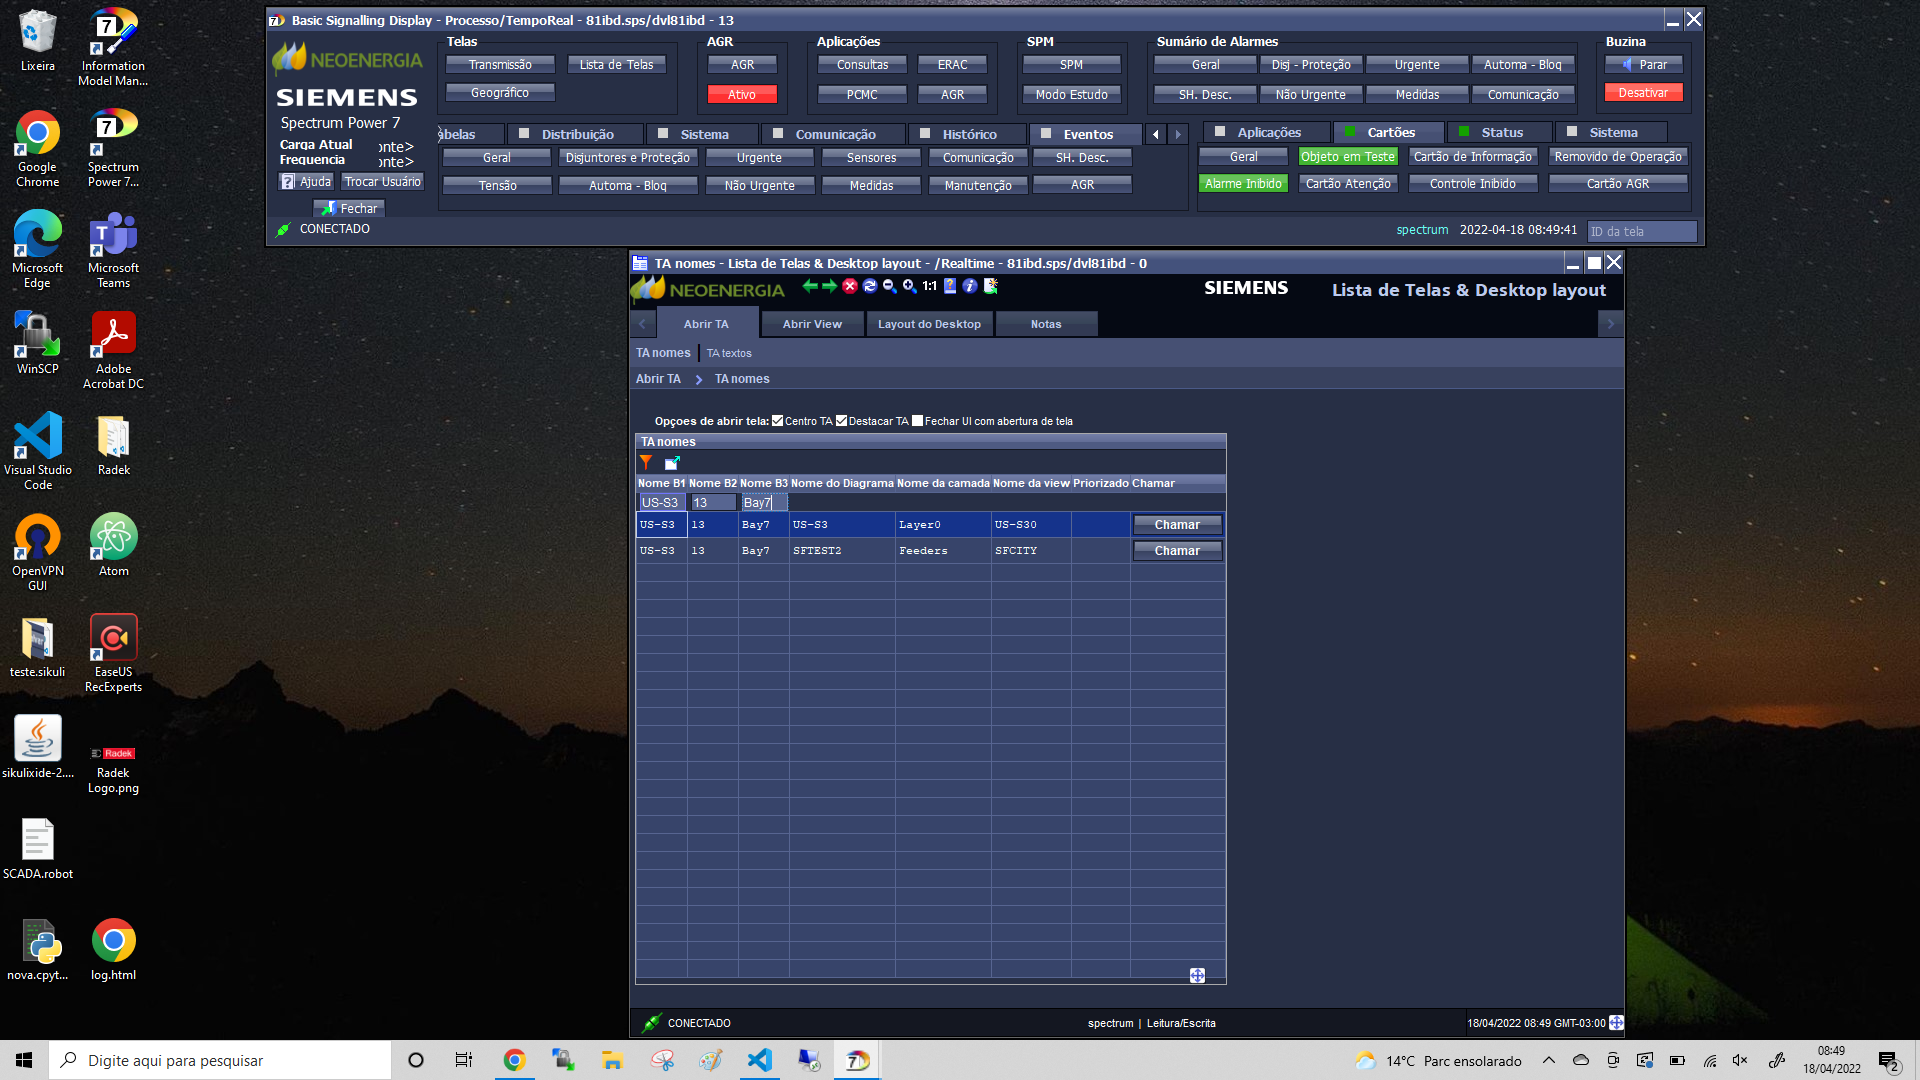 Lixeira
Information
Model Man...
Google
Chrome
Spectrum
Power 7...
Microsoft
Edge
Microsoft
Teams
WinSCP
Adobe
Acrobat DC
Visual Studio
Code
Radek
OpenVPN
GUI
Atom
teste.sikuli
EaseUS
RecExperts
sikulixide-2....
Radek
Radek
Logo.png
SCADA.robot
nova.cpyt...
log.html
Basic Signalling Display - Processo/TempoReal - 81ibd.sps/dvl81ibd - 13
NEOENERGIA
SIEMENS
Spectrum Power 7
Carga Atual onte>
Frequencia onte>
Ajuda Trocar Usuário
Fechar
CONECTADO
Telas
Transmissão Lista de Telas
Geográfico
AGR
AGR
Ativo
Aplicações
Consultas ERAC
PCMC AGR
SPM
SPM
Modo Estudo
Sumário de Alarmes
Geral Disj - Proteção Urgente Automa - Bloq
SH. Desc. Não Urgente Medidas Comunicação
Buzina
Parar
Desativar
abelas Distribuição Sistema Comunicação Histórico Eventos
Geral Disjuntores e Proteção Urgente Sensores Comunicação SH. Desc.
Tensão Automa - Bloq Não Urgente Medidas Manutenção AGR
Aplicações Cartões Status Sistema
Geral Objeto em Teste Cartão de Informação Removido de Operação
Alarme Inibido Cartão Atenção Controle Inibido Cartão AGR
spectrum 2022-04-18 08:49:41 ID da tela
TA nomes - Lista de Telas & Desktop layout - /Realtime - 81ibd.sps/dvl81ibd - 0
NEOENERGIA 1:1 SIEMENS Lista de Telas & Desktop layout
Abrir TA Abrir View Layout do Desktop Notas
TA nomes TA textos
Abrir TA TA nomes
Opçoes de abrir tela: Centro TA Destacar TA Fechar UI com abertura de tela
TA nomes
Nome B1 Nome B2 Nome B3 Nome do Diagrama Nome da camada Nome da view Priorizado Chamar
US-S3 13 Bay7
US-S3 13 Bay7 US-S3 Layer0 US-S30 Chamar
US-S3 13 Bay7 SFTEST2 Feeders SFCITY Chamar
CONECTADO spectrum | Leitura/Escrita 18/04/2022 08:49 GMT-03:00
Digite aqui para pesquisar
14°C Parc ensolarado
08:49
18/04/2022
2